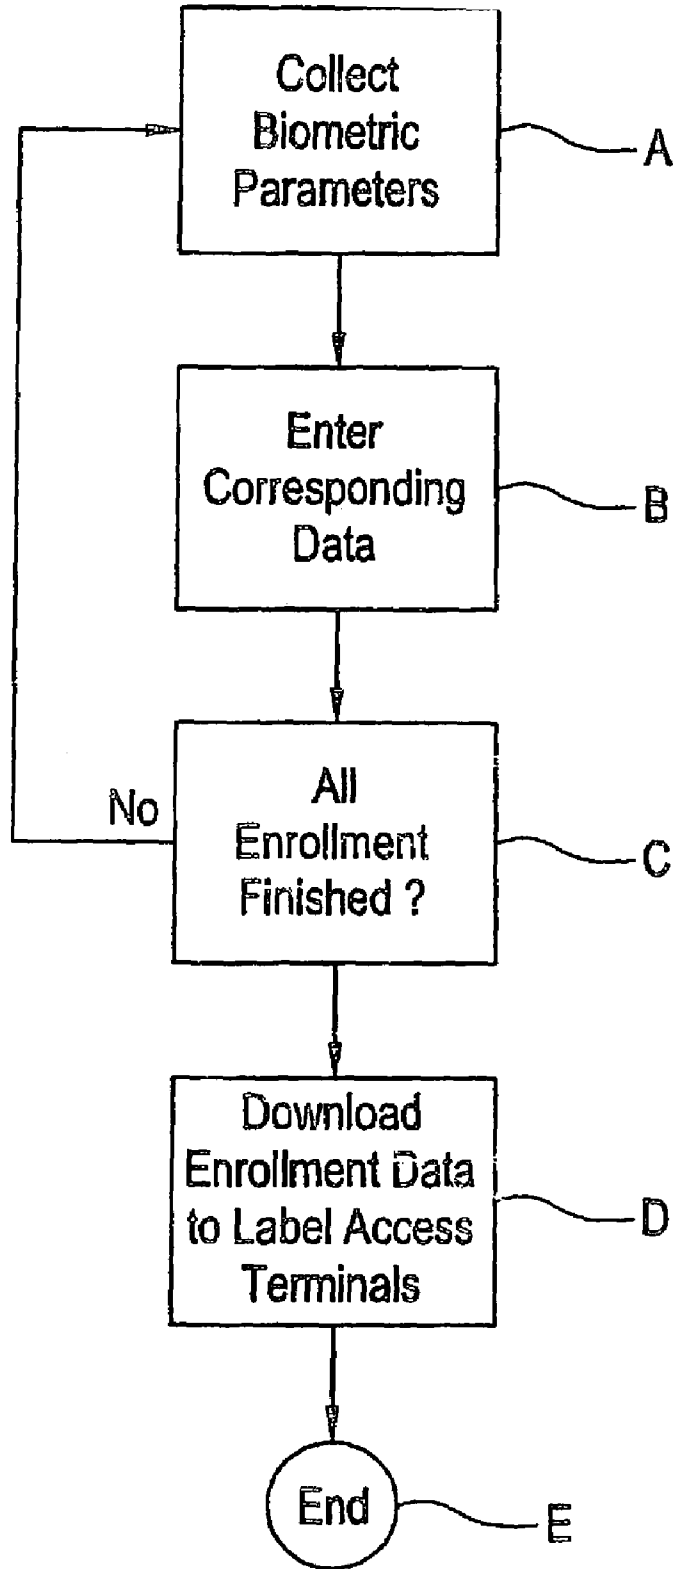 Collect
Biometric
Parameters
A
Enter
Corresponding
Data
B
No
All
Enrollment
Finished ?
C
Download
Enrollment Data
to Label Access
Terminals
D
End
E